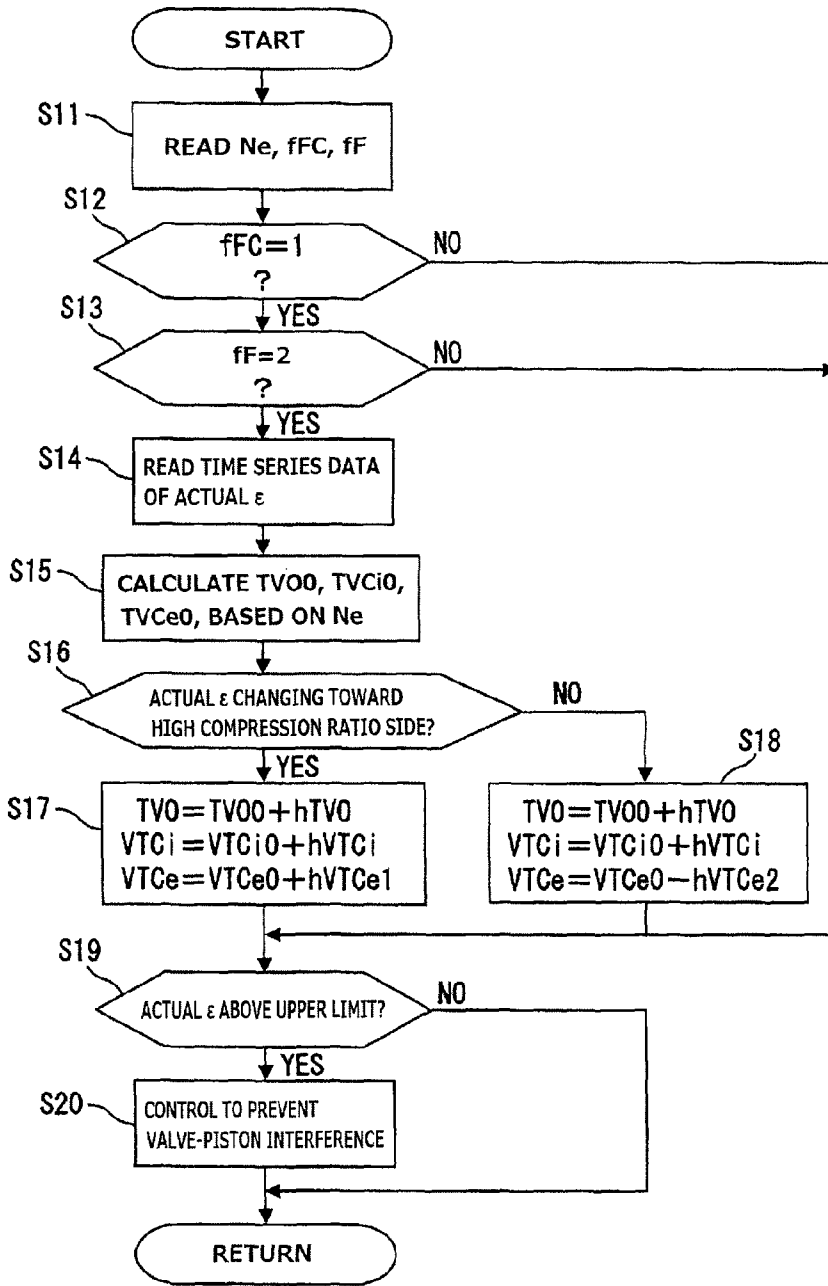 START
S11
READ Ne, fFC, fF
S12
fFC=1
?
NO
YES
S13
fF=2
?
NO
YES
S14
READ TIME SERIES DATA
OF ACTUAL ε
S15
CALCULATE TVO0, TVCi0,
TVCe0, BASED ON Ne
S16
ACTUAL ε CHANGING TOWARD
HIGH COMPRESSION RATIO SIDE?
NO
YES
S17
TVO=TVO0+hTVO
VTCi=VTCi0+hVTCi
VTCe=VTCe0+hVTCe1
S18
TVO=TVO0+hTVO
VTCi=VTCi0+hVTCi
VTCe=VTCe0-hVTCe2
S19
ACTUAL ε ABOVE UPPER LIMIT?
NO
YES
S20
CONTROL TO PREVENT
VALVE-PISTON INTERFERENCE
RETURN